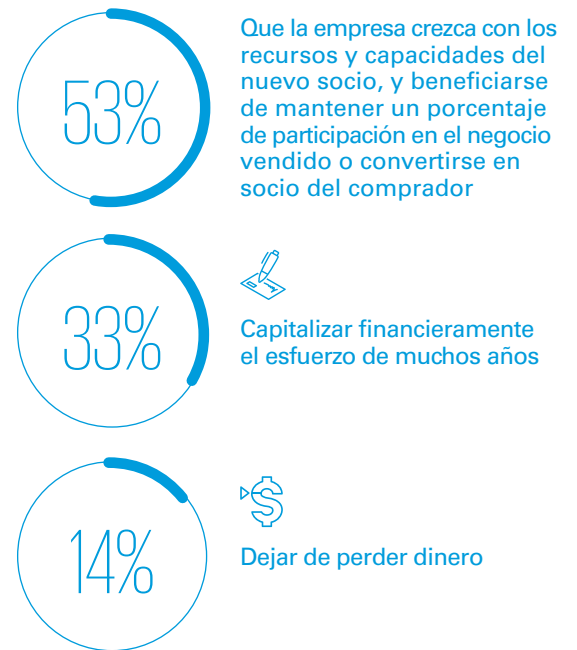 53%
Que la empresa crezca con los
recursos y capacidades del
nuevo socio, y beneficiarse
de mantener un porcentaje
de participación en el negocio
vendido o convertirse en
socio del comprador
33%
Capitalizar financieramente
el esfuerzo de muchos años
14%
$
Dejar de perder dinero